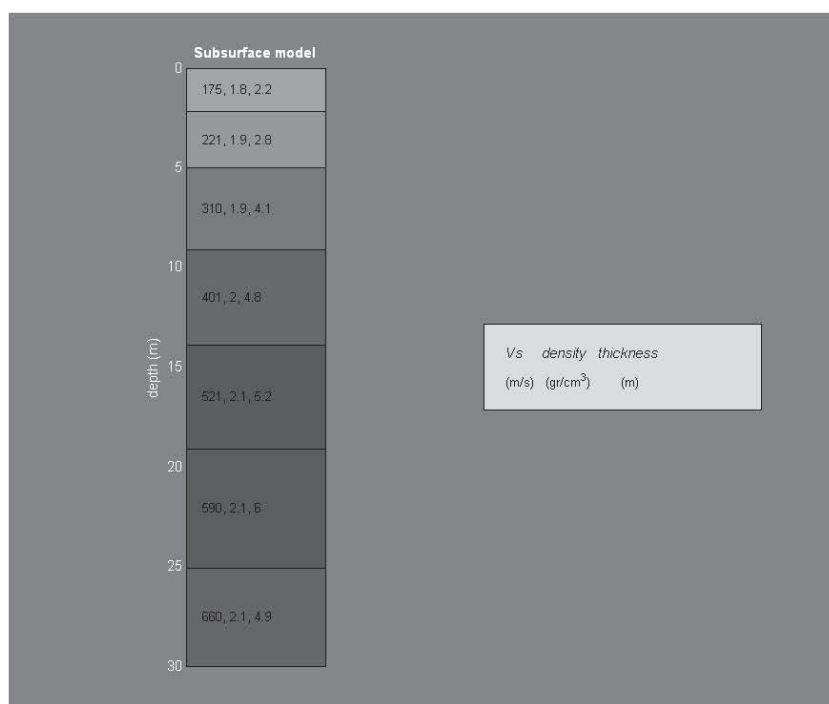 Subsurface model
0
175, 1.8, 2.2
221, 1.9, 2.8
5
310, 1.9, 4.1
10
401, 2, 4.8
depth (m)
15
521, 2.1, 5.2
20
590, 2.1, 6
25
660, 2.1, 4.9
30
Vs density thickness
(m/s) (gr/cm³) (m)